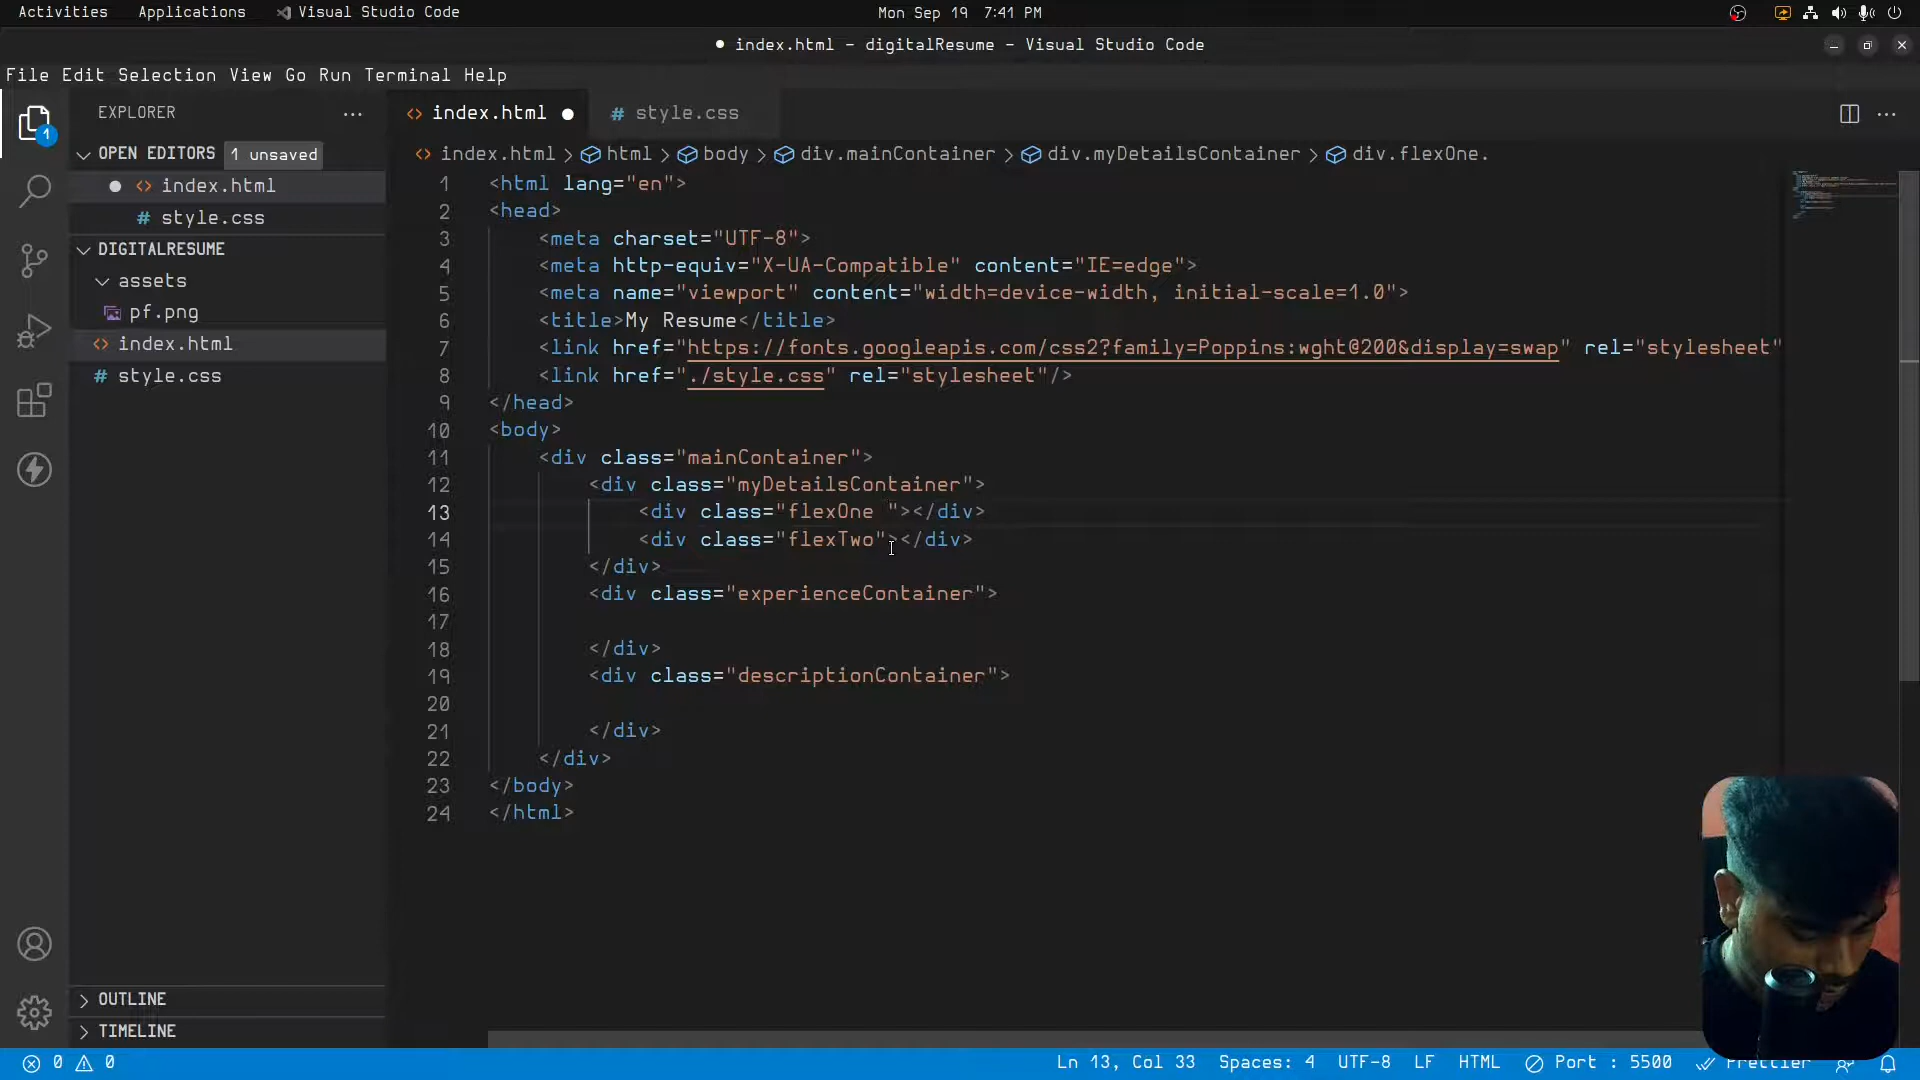 Activities Applications Visual Studio Code Mon Sep 19 7:41 PM
● index.html - digitalResume - Visual Studio Code
File Edit Selection View Go Run Terminal Help
EXPLORER ··· <> index.html ● # style.css ···
1
OPEN EDITORS 1 unsaved
index.html > html > body > div.mainContainer > div.myDetailsContainer > div.flexOne.
● <> index.html
# style.css
DIGITALRESUME
assets
pf.png
<> index.html
# style.css
1 <html lang="en">
2 <head>
3 <meta charset="UTF-8">
4 <meta http-equiv="X-UA-Compatible" content="IE=edge">
5 <meta name="viewport" content="width=device-width, initial-scale=1.0">
6 <title>My Resume</title>
7 <link href="https://fonts.googleapis.com/css2?family=Poppins:wght@200&display=swap" rel="stylesheet"
8 <link href="./style.css" rel="stylesheet"/>
9 </head>
10 <body>
11 <div class="mainContainer">
12 <div class="myDetailsContainer">
13 <div class="flexOne "></div>
14 <div class="flexTwo"></div>
15 </div>
16 <div class="experienceContainer">
17
18 </div>
19 <div class="descriptionContainer">
20
21 </div>
22 </div>
23 </body>
24 </html>
OUTLINE
TIMELINE
0 0 Ln 13, Col 33 Spaces: 4 UTF-8 LF HTML Port : 5500 Prettier